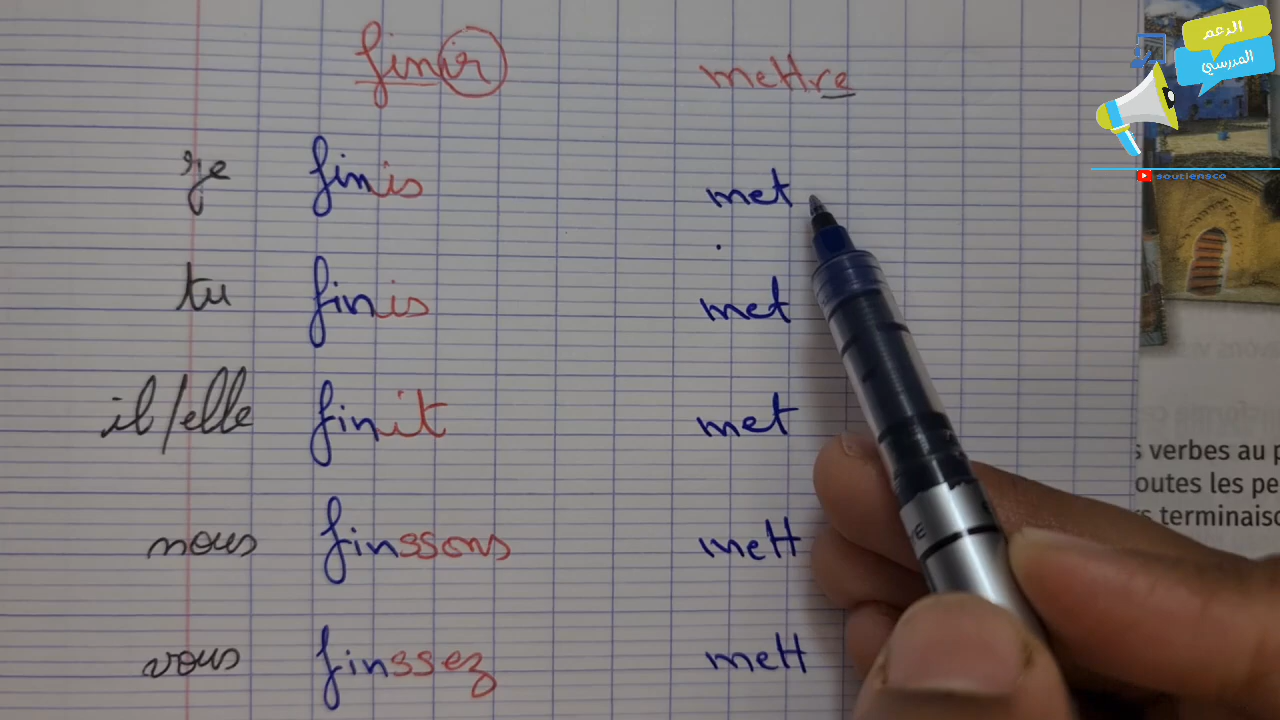 finir mettre
je finis met
tu finis met
il/elle finit met
nous finssons mett
vous finssez mett
الدعم
المدرسي
soutiensco
s verbes au p
outes les pe
rs terminaiso